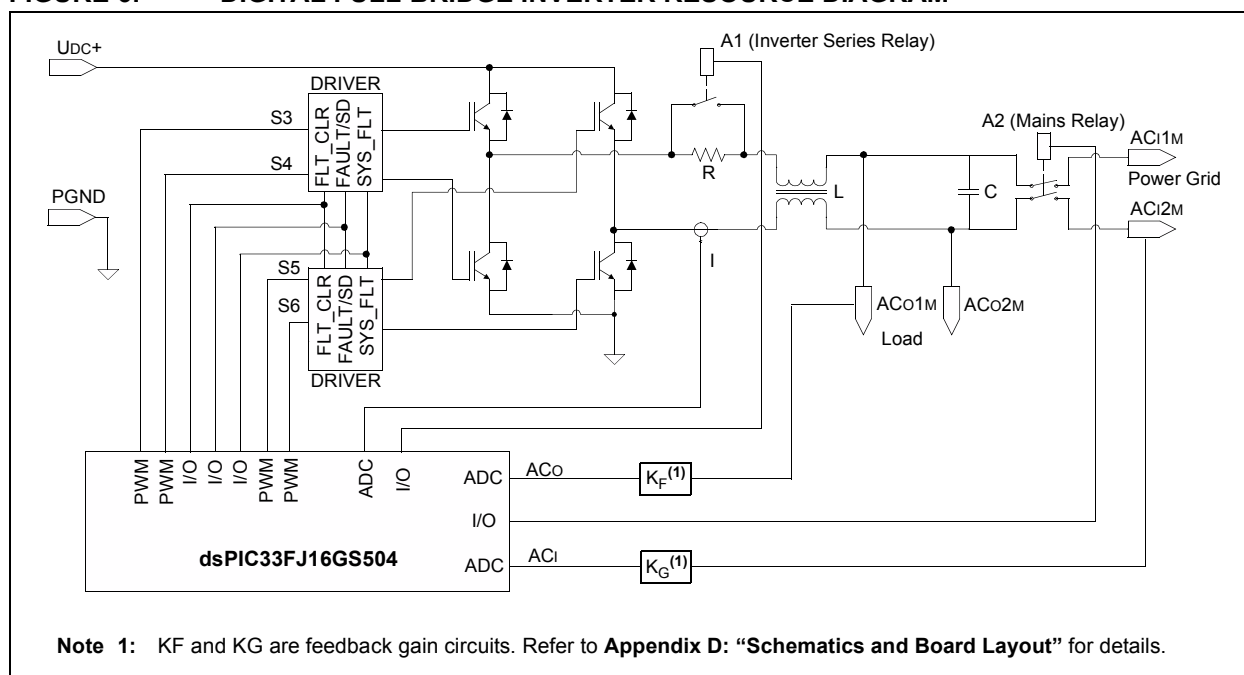 FIGURE 6: DIGITAL FULL-BRIDGE INVERTER RESOURCE DIAGRAM
UDC+
A1 (Inverter Series Relay)
DRIVER
S3
S4
FLT_CLR
FAULT/SD
SYS_FLT
A2 (Mains Relay)
ACI1M
Power Grid
ACI2M
R
L
C
PGND
I
S5
S6
FLT_CLR
FAULT/SD
SYS_FLT
DRIVER
ACO1M
ACO2M
Load
PWM
PWM
I/O
I/O
I/O
PWM
PWM
ADC
I/O
ADC
ACO
KF(1)
I/O
dsPIC33FJ16GS504
ADC
ACI
KG(1)
Note 1: KF and KG are feedback gain circuits. Refer to Appendix D: “Schematics and Board Layout” for details.